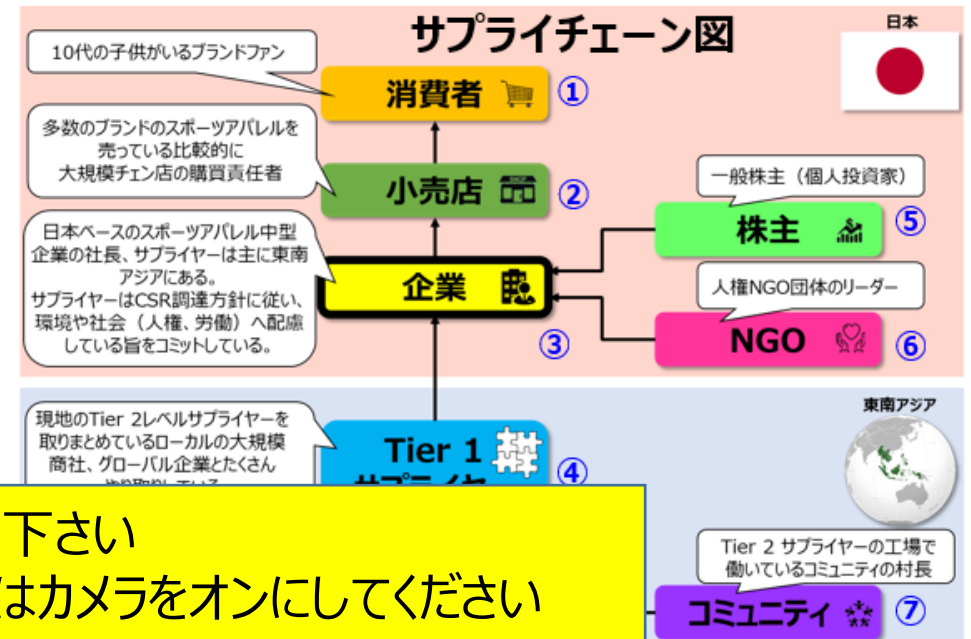 サプライチェーン図
日本
10代の子供がいるブランドファン
消費者
①
多数のブランドのスポーツアパレルを
売っている比較的に
大規模チェン店の購買責任者
小売店
②
一般株主（個人投資家）
株主
⑤
日本ベースのスポーツアパレル中型
企業の社長、サプライヤーは主に東南
アジアにある。
サプライヤーはCSR調達方針に従い、
環境や社会（人権、労働）へ配慮
している旨をコミットしている。
企業
③
人権NGO団体のリーダー
NGO
⑥
東南アジア
現地のTier 2レベルサプライヤーを
取りまとめているローカルの大規模
商社、グローバル企業とたくさん
Tier 1
サプライヤ
④
下さい
はカメラをオンにしてください
Tier 2 サプライヤーの工場で
働いているコミュニティの村長
コミュニティ
⑦